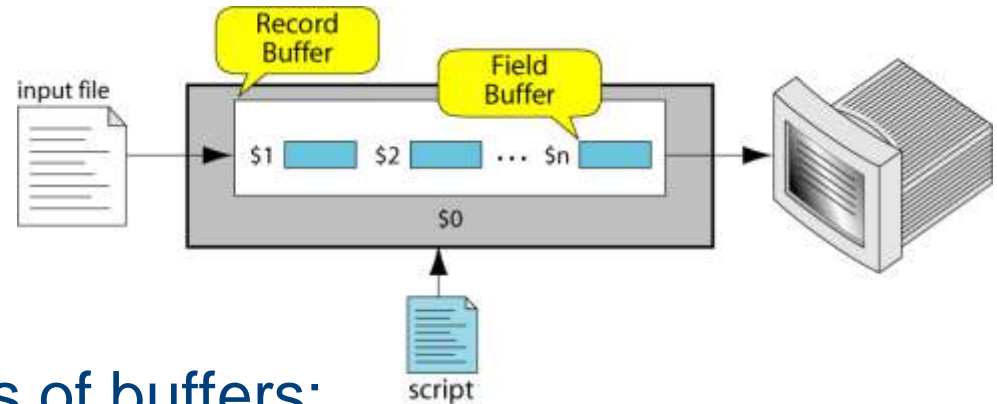 Record
Buffer
Field
Buffer
input file
$1 $2 ... $n
$0
script
of buffers: